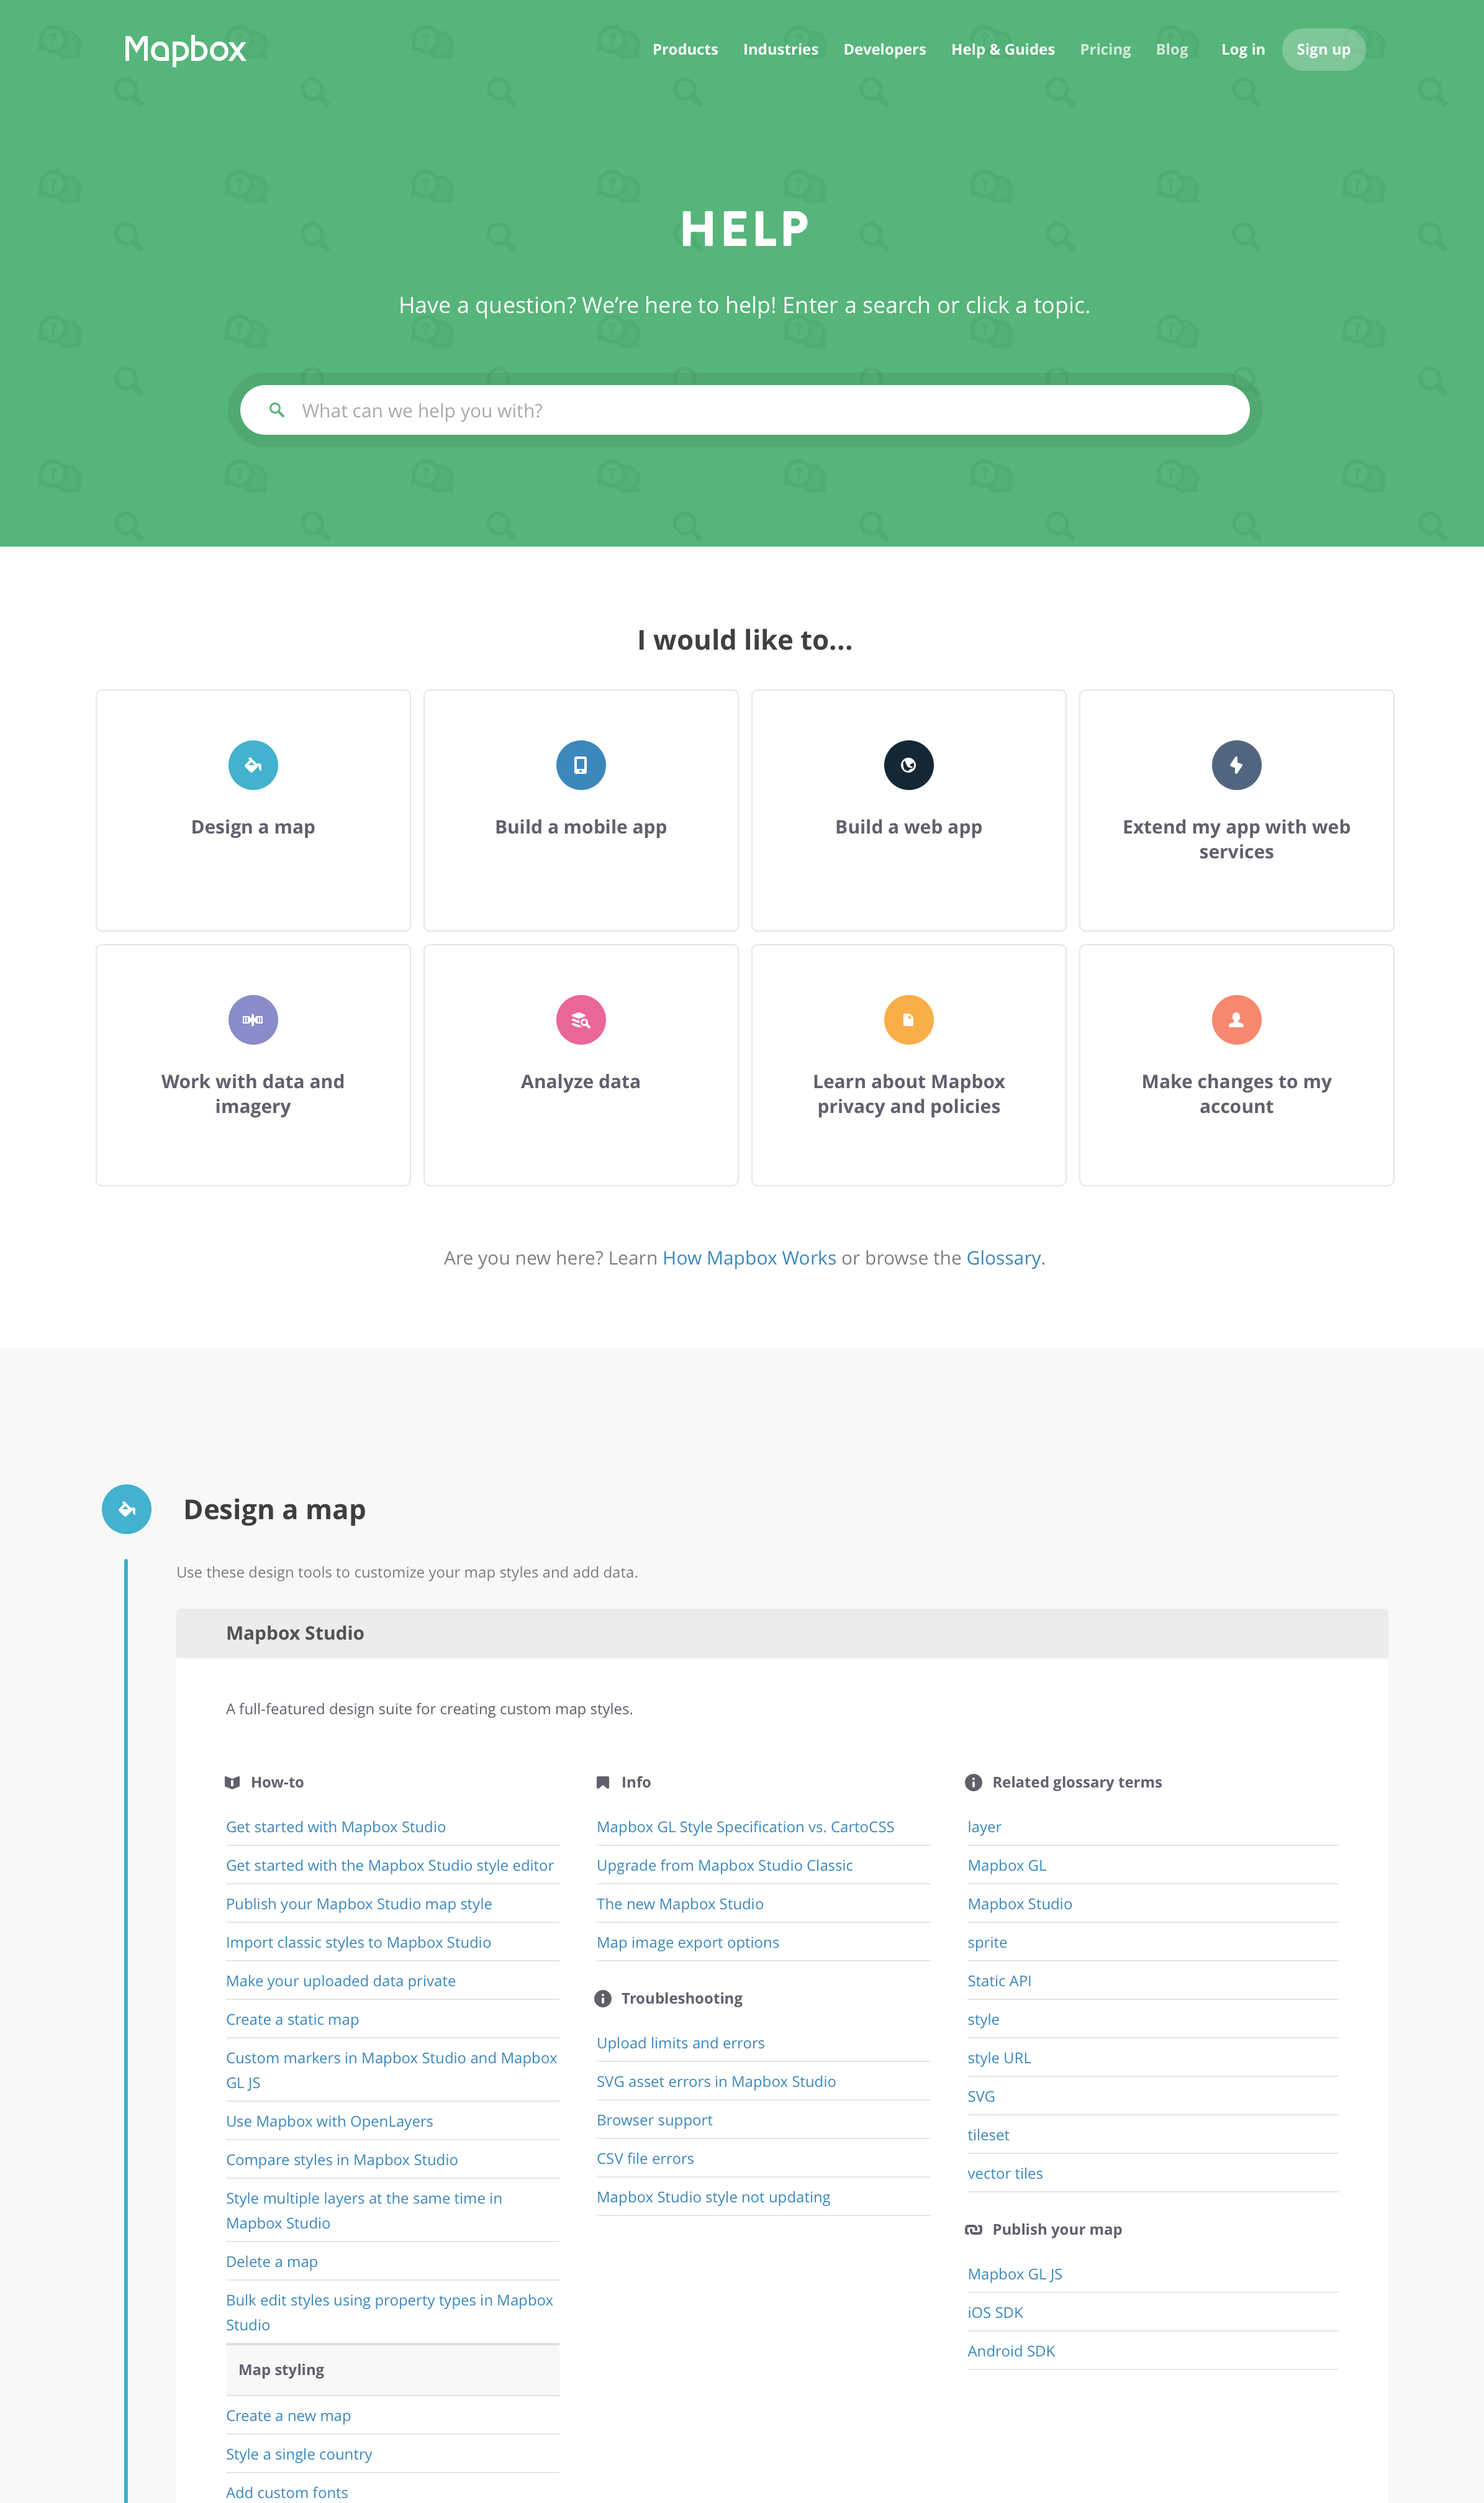 Mapbox
Products Industries Developers Help & Guides Pricing Blog Log in Sign up
HELP
Have a question? We’re here to help! Enter a search or click a topic.
What can we help you with?
I would like to...
Design a map
Build a mobile app
Build a web app
Extend my app with web
services
Work with data and
imagery
Analyze data
Learn about Mapbox
privacy and policies
Make changes to my
account
Are you new here? Learn How Mapbox Works or browse the Glossary.
Design a map
Use these design tools to customize your map styles and add data.
Mapbox Studio
A full-featured design suite for creating custom map styles.
How-to
Get started with Mapbox Studio
Get started with the Mapbox Studio style editor
Publish your Mapbox Studio map style
Import classic styles to Mapbox Studio
Make your uploaded data private
Create a static map
Custom markers in Mapbox Studio and Mapbox
GL JS
Use Mapbox with OpenLayers
Compare styles in Mapbox Studio
Style multiple layers at the same time in
Mapbox Studio
Delete a map
Bulk edit styles using property types in Mapbox
Studio
Map styling
Create a new map
Style a single country
Add custom fonts
Info
Mapbox GL Style Specification vs. CartoCSS
Upgrade from Mapbox Studio Classic
The new Mapbox Studio
Map image export options
Troubleshooting
Upload limits and errors
SVG asset errors in Mapbox Studio
Browser support
CSV file errors
Mapbox Studio style not updating
Related glossary terms
layer
Mapbox GL
Mapbox Studio
sprite
Static API
style
style URL
SVG
tileset
vector tiles
Publish your map
Mapbox GL JS
iOS SDK
Android SDK